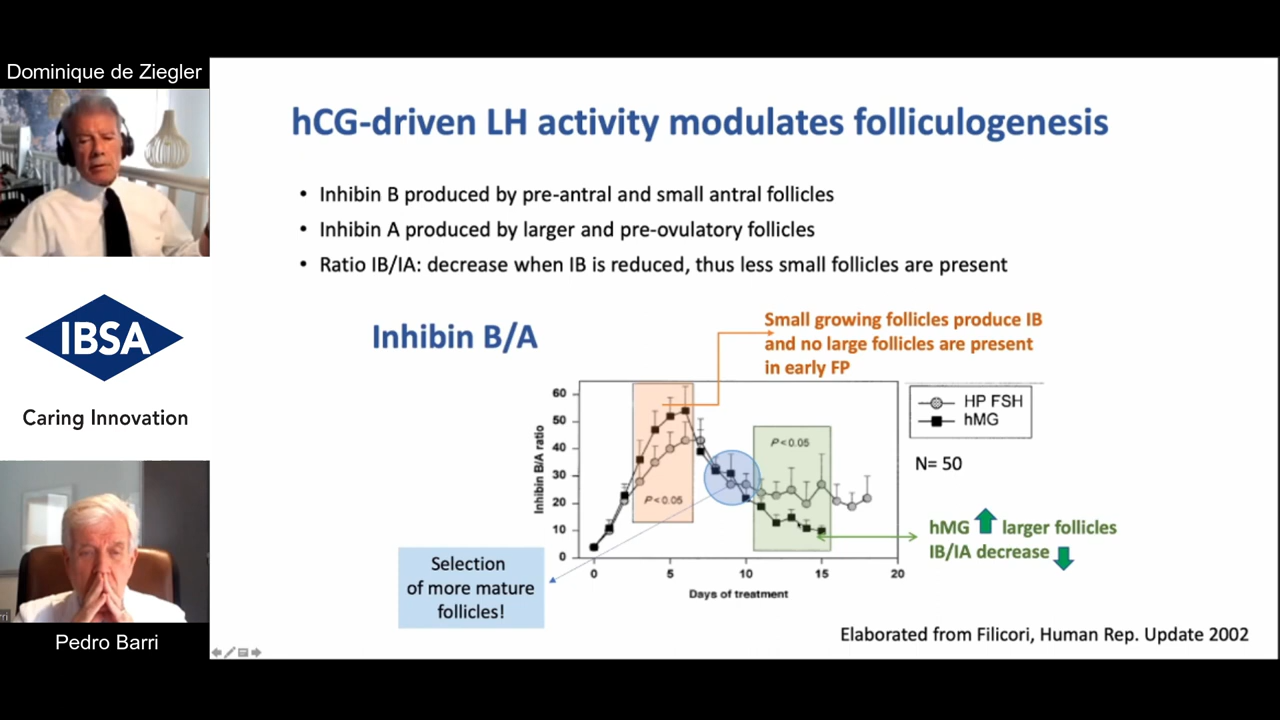 Dominique de Ziegler
IBSA
Caring Innovation
Pedro Barri
hCG-driven LH activity modulates folliculogenesis
• Inhibin B produced by pre-antral and small antral follicles
• Inhibin A produced by larger and pre-ovulatory follicles
• Ratio IB/IA: decrease when IB is reduced, thus less small follicles are present
Inhibin B/A
Small growing follicles produce IB
and no large follicles are present
in early FP
Inhibin B/A ratio
60
50
40
30
20
10
0
0
5
10
15
20
Days of treatment
P<0.05
P<0.05
HP FSH
hMG
N= 50
hMG larger follicles
IB/IA decrease
Selection
of more mature
follicles!
Elaborated from Filicori, Human Rep. Update 2002